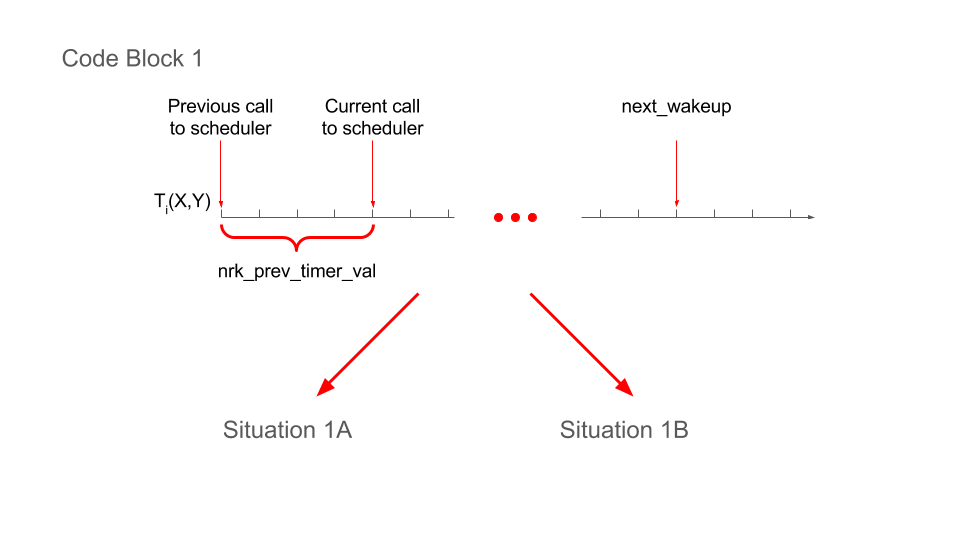 Code Block 1
Previous call
to scheduler
Current call
to scheduler
next_wakeup
Ti(X,Y)
nrk_prev_timer_val
Situation 1A
Situation 1B